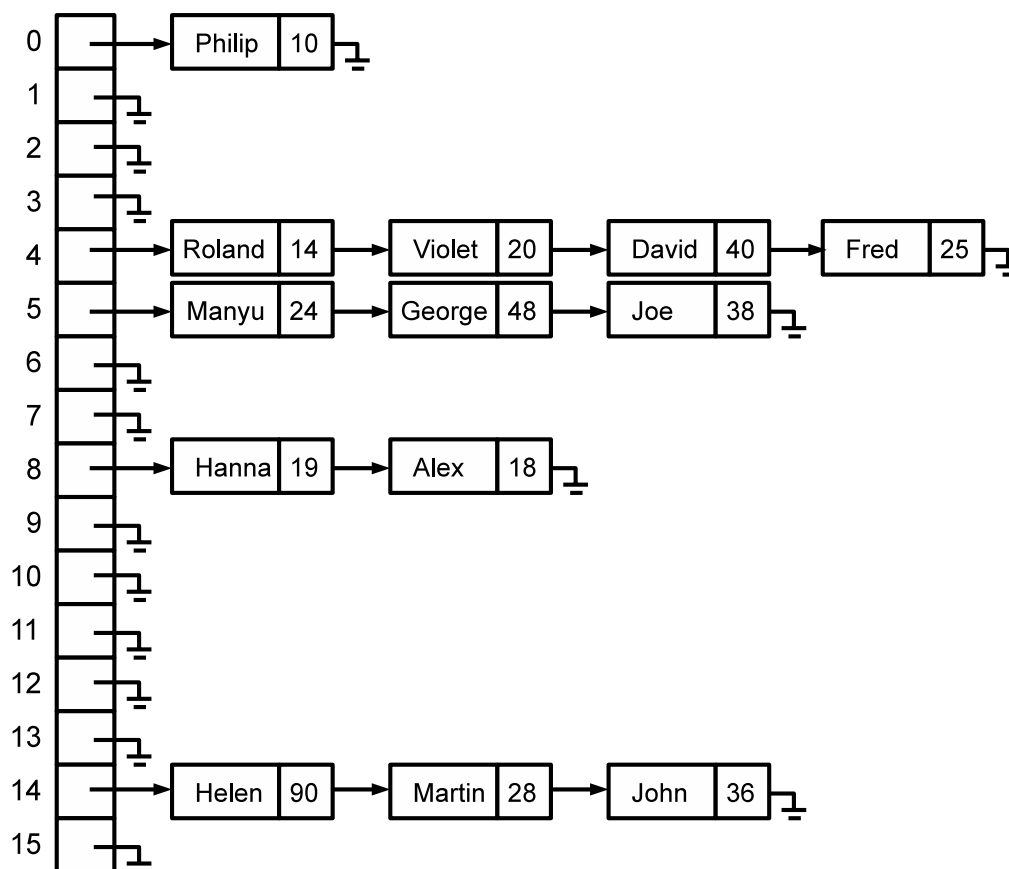 0 Philip 10
1
2
3
4 Roland 14 Violet 20 David 40 Fred 25
5 Manyu 24 George 48 Joe 38
6
7
8 Hanna 19 Alex 18
9
10
11
12
13
14 Helen 90 Martin 28 John 36
15